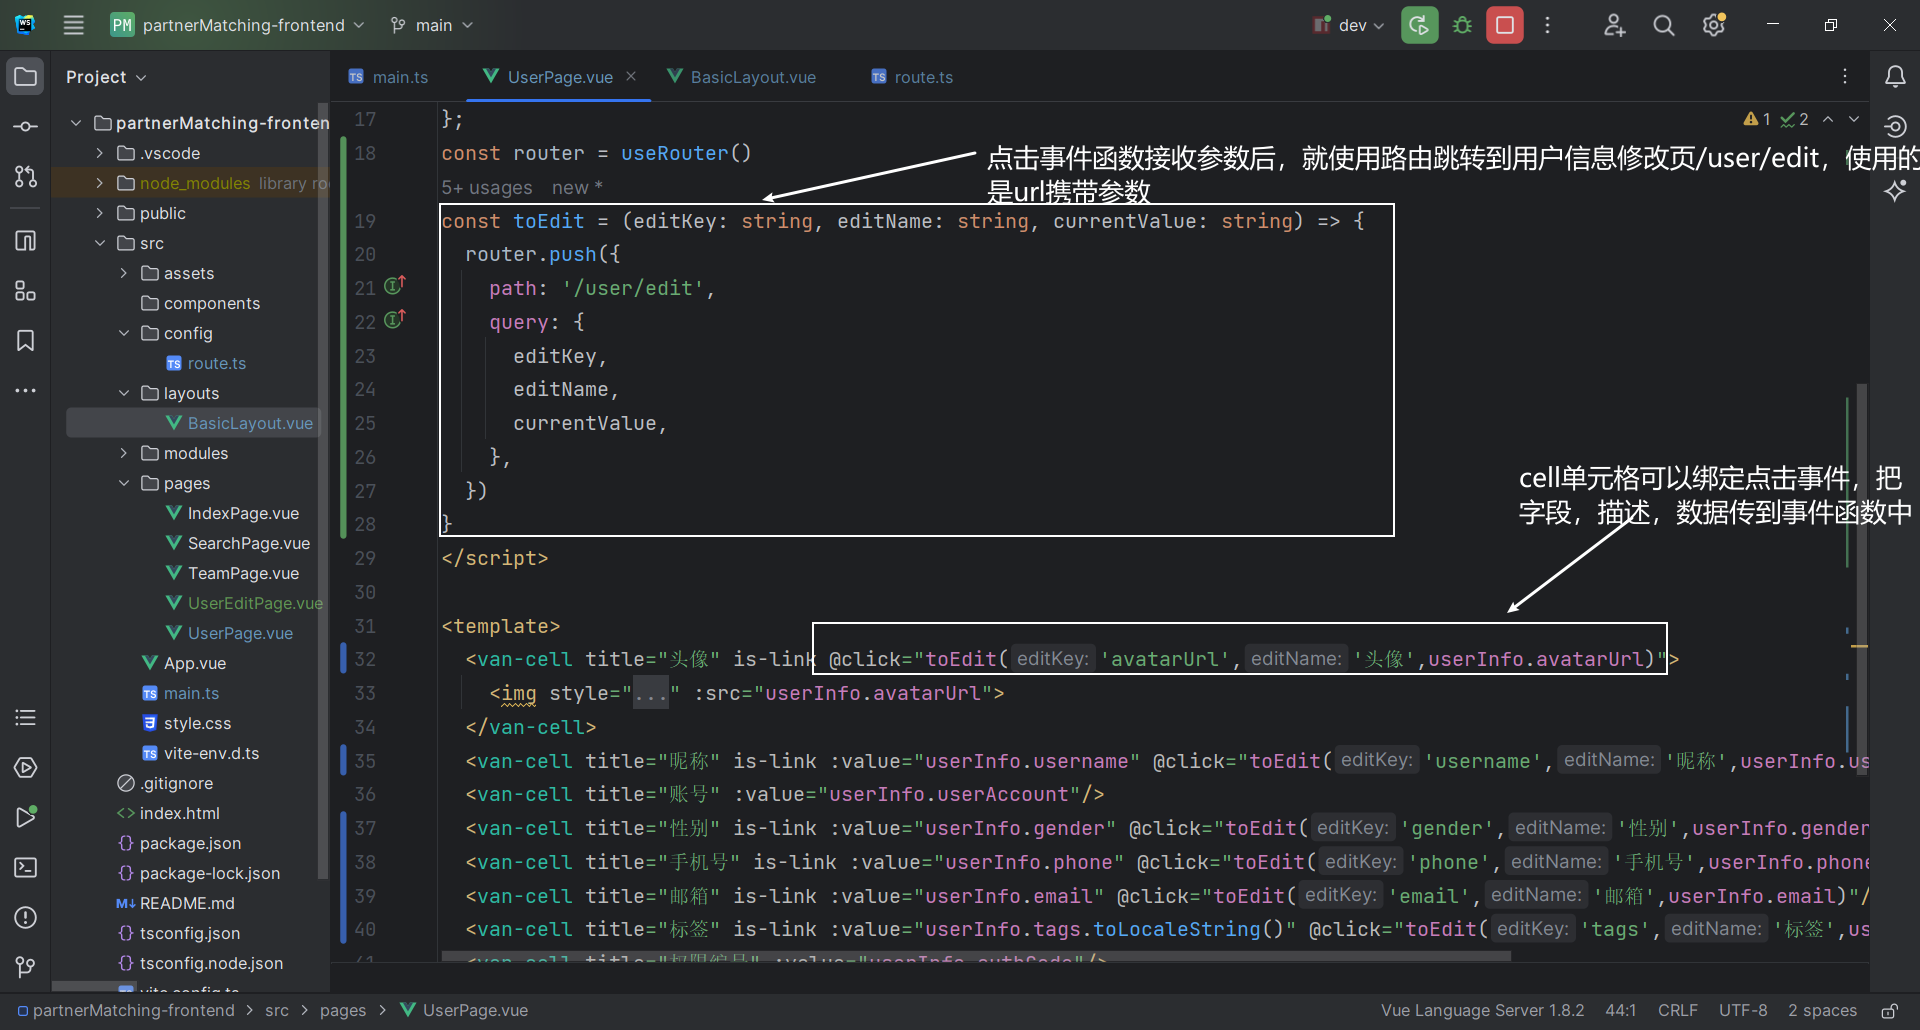 WS
PM partnerMatching-frontend
main
dev
Project
main.ts
UserPage.vue
BasicLayout.vue
route.ts
partnerMatching-fronten
.vscode
node_modules library ro
public
src
assets
components
config
route.ts
layouts
BasicLayout.vue
modules
pages
IndexPage.vue
SearchPage.vue
TeamPage.vue
UserEditPage.vue
UserPage.vue
App.vue
main.ts
style.css
vite-env.d.ts
.gitignore
index.html
package.json
package-lock.json
README.md
tsconfig.json
tsconfig.node.json
vite.config.ts
1 2
17 };
18 const router = useRouter()
5+ usages new *
点击事件函数接收参数后，就使用路由跳转到用户信息修改页/user/edit，使用的
是url携带参数
19 const toEdit = (editKey: string, editName: string, currentValue: string) => {
20 router.push({
21 path: '/user/edit',
22 query: {
23 editKey,
24 editName,
25 currentValue,
26 },
27 })
28 }
cell单元格可以绑定点击事件，把
字段，描述，数据传到事件函数中
29 </script>
30
31 <template>
32 <van-cell title="头像" is-link @click="toEdit( editKey: 'avatarUrl', editName: '头像',userInfo.avatarUrl)">
33 <img style="..." :src="userInfo.avatarUrl">
34 </van-cell>
35 <van-cell title="昵称" is-link :value="userInfo.username" @click="toEdit( editKey: 'username', editName: '昵称',userInfo.us
36 <van-cell title="账号" :value="userInfo.userAccount"/>
37 <van-cell title="性别" is-link :value="userInfo.gender" @click="toEdit( editKey: 'gender', editName: '性别',userInfo.gender
38 <van-cell title="手机号" is-link :value="userInfo.phone" @click="toEdit( editKey: 'phone', editName: '手机号',userInfo.phone
39 <van-cell title="邮箱" is-link :value="userInfo.email" @click="toEdit( editKey: 'email', editName: '邮箱',userInfo.email)"/
40 <van-cell title="标签" is-link :value="userInfo.tags.toLocaleString()" @click="toEdit( editKey: 'tags', editName: '标签',us
41 <van-cell title="权限编号" :value="userInfo.authCode"/>
partnerMatching-frontend > src > pages > UserPage.vue
Vue Language Server 1.8.2 44:1 CRLF UTF-8 2 spaces